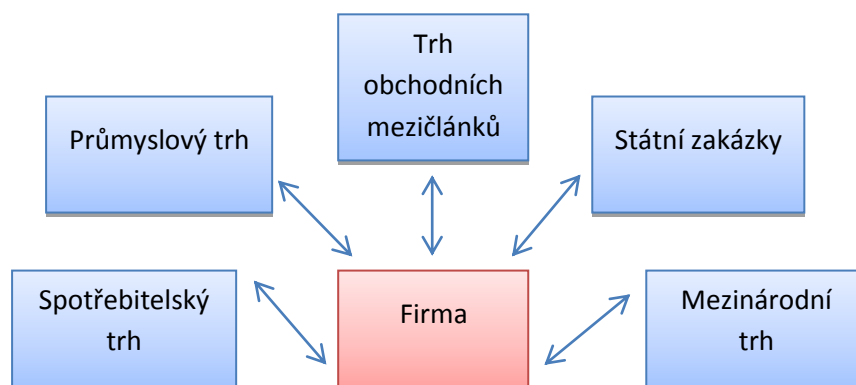 Trh
obchodních
mezičlánků
Průmyslový trh
Státní zakázky
Spotřebitelský
trh
Firma
Mezinárodní
trh